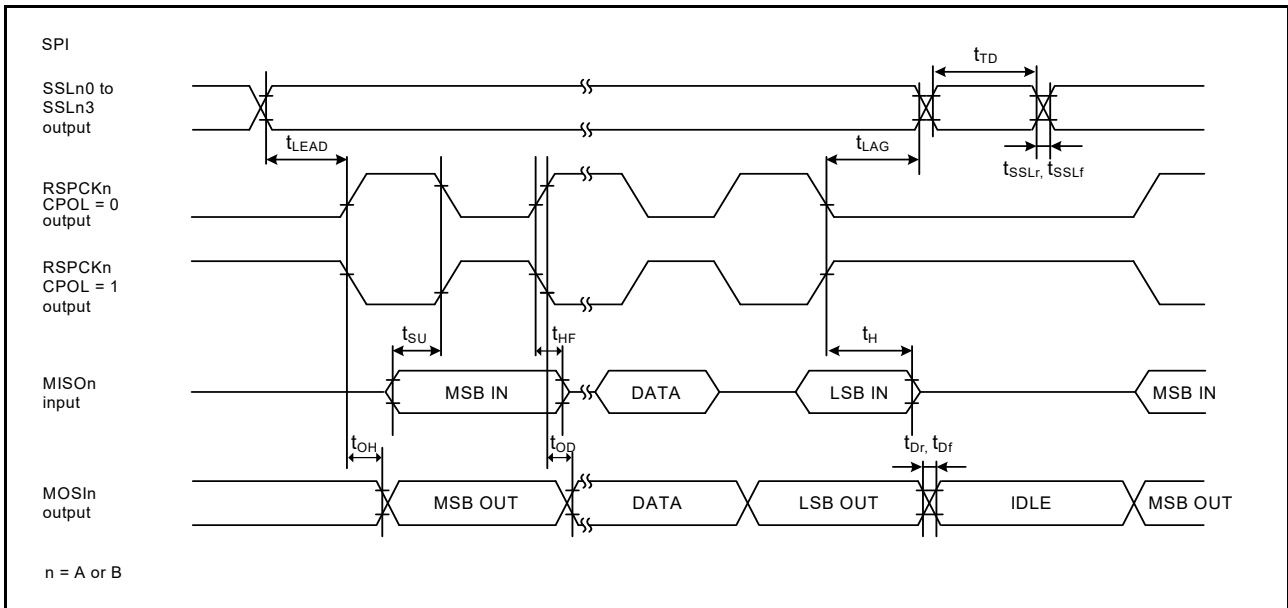 SPI
SSLn0 to
SSLn3
output
tTD
tLEAD
tLAG
tSSLr, tSSLf
RSPCKn
CPOL = 0
output
RSPCKn
CPOL = 1
output
tSU
tHF
tH
MISOn
input
MSB IN
DATA
LSB IN
MSB IN
tOH
tOD
tDr, tDf
MOSIn
output
MSB OUT
DATA
LSB OUT
IDLE
MSB OUT
n = A or B